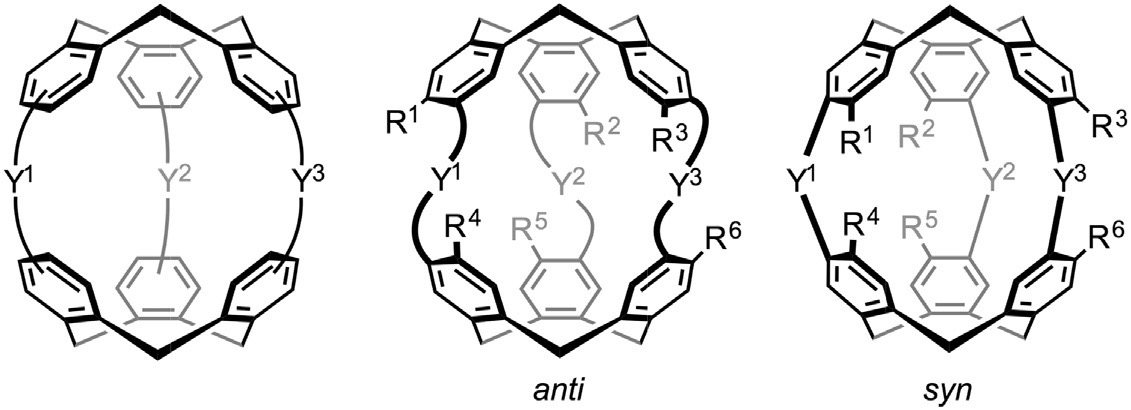 Y¹ Y² Y³
R¹ R² R³
Y¹ Y² Y³
R⁴ R⁵ R⁶
anti
R¹ R² R³
Y¹ Y² Y³
R⁴ R⁵ R⁶
syn